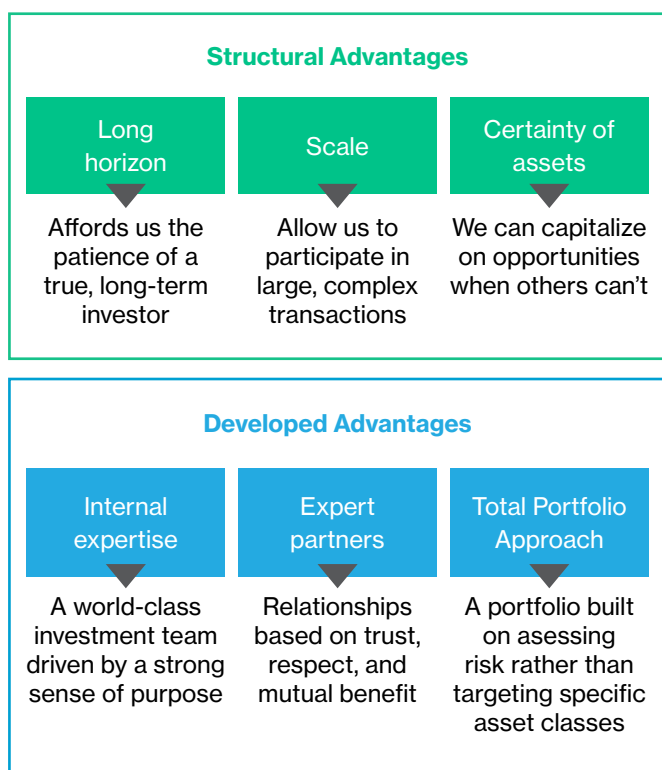 Structural Advantages
Long
horizon
Affords us the
patience of a
true, long-term
investor
Scale
Allow us to
participate in
large, complex
transactions
Certainty of
assets
We can capitalize
on opportunities
when others can't
Developed Advantages
Internal
expertise
A world-class
investment team
driven by a strong
sense of purpose
Expert
partners
Relationships
based on trust,
respect, and
mutual benefit
Total Portfolio
Approach
A portfolio built
on asessing
risk rather than
targeting specific
asset classes